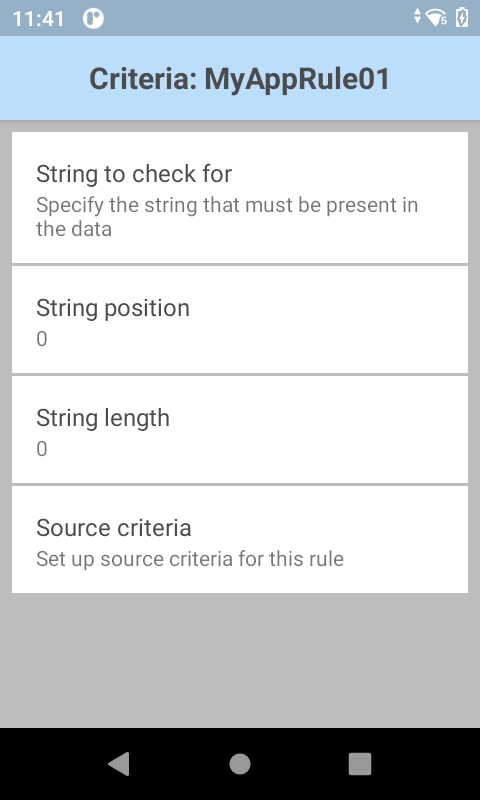 11:41
Criteria: MyAppRule01
String to check for
Specify the string that must be present in
the data
String position
0
String length
0
Source criteria
Set up source criteria for this rule